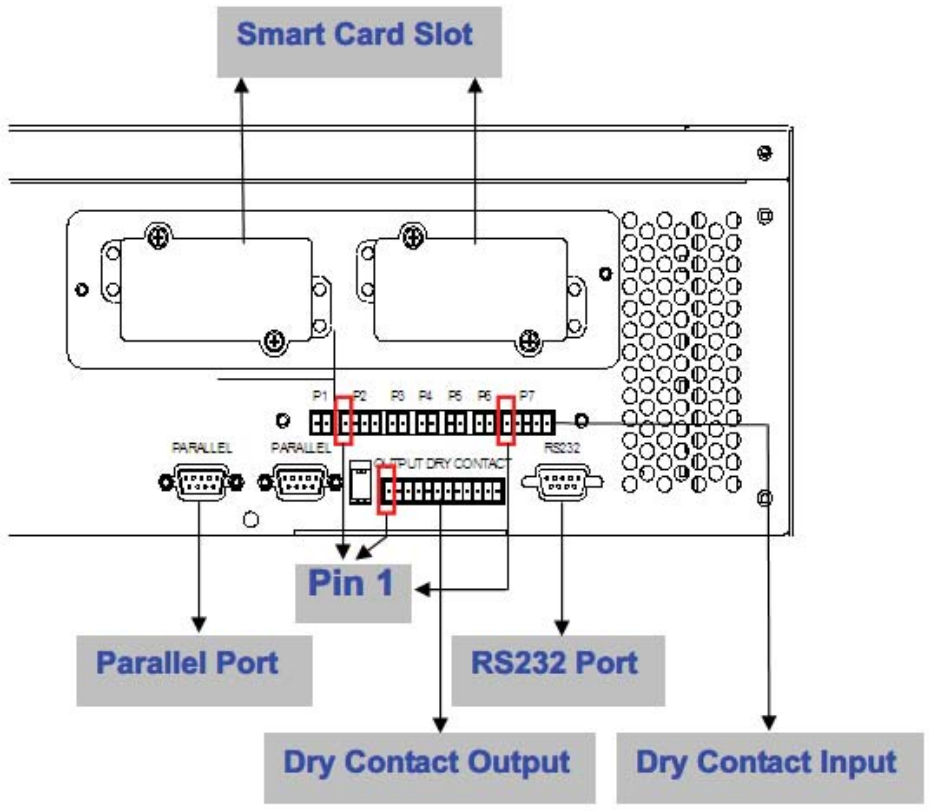 Smart Card Slot
P1 P2 P3 P4 P5 P6 P7
PARALLEL PARALLEL OUTPUT DRY CONTACT RS232
Pin 1
Parallel Port RS232 Port
Dry Contact Output Dry Contact Input